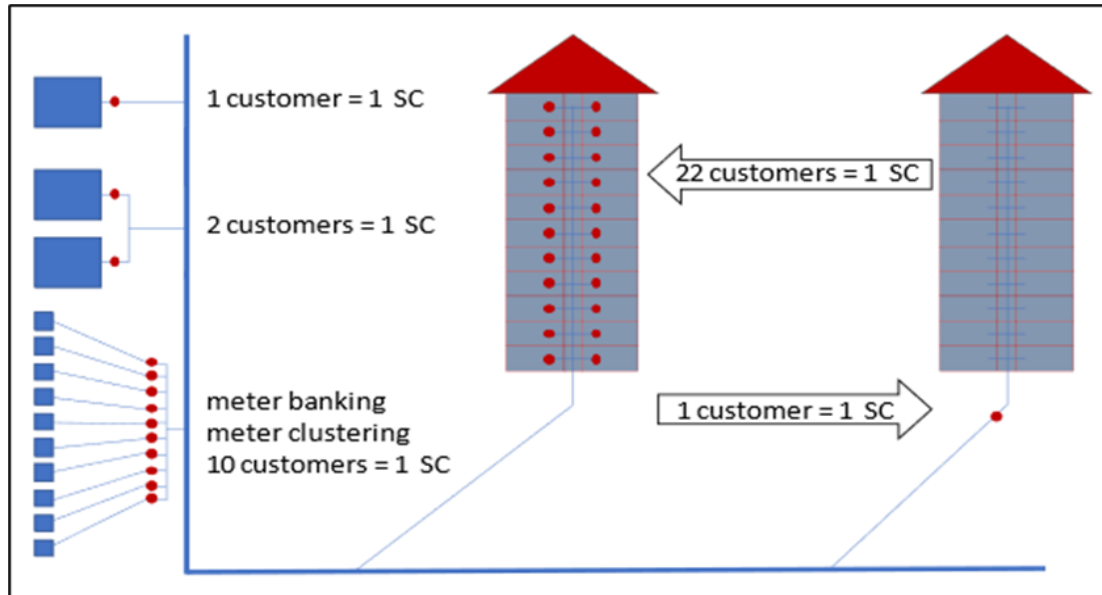 1 customer = 1 SC
2 customers = 1 SC
meter banking
meter clustering
10 customers = 1 SC
22 customers = 1 SC
1 customer = 1 SC